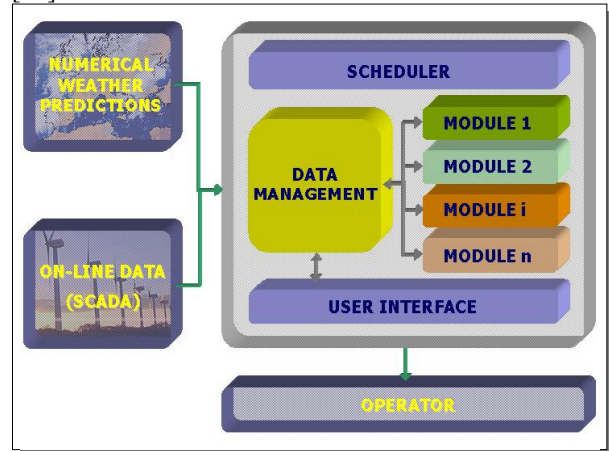 NUMERICAL
WEATHER
PREDICTIONS
ON-LINE DATA
(SCADA)
SCHEDULER
DATA
MANAGEMENT
MODULE 1
MODULE 2
MODULE i
MODULE n
USER INTERFACE
OPERATOR